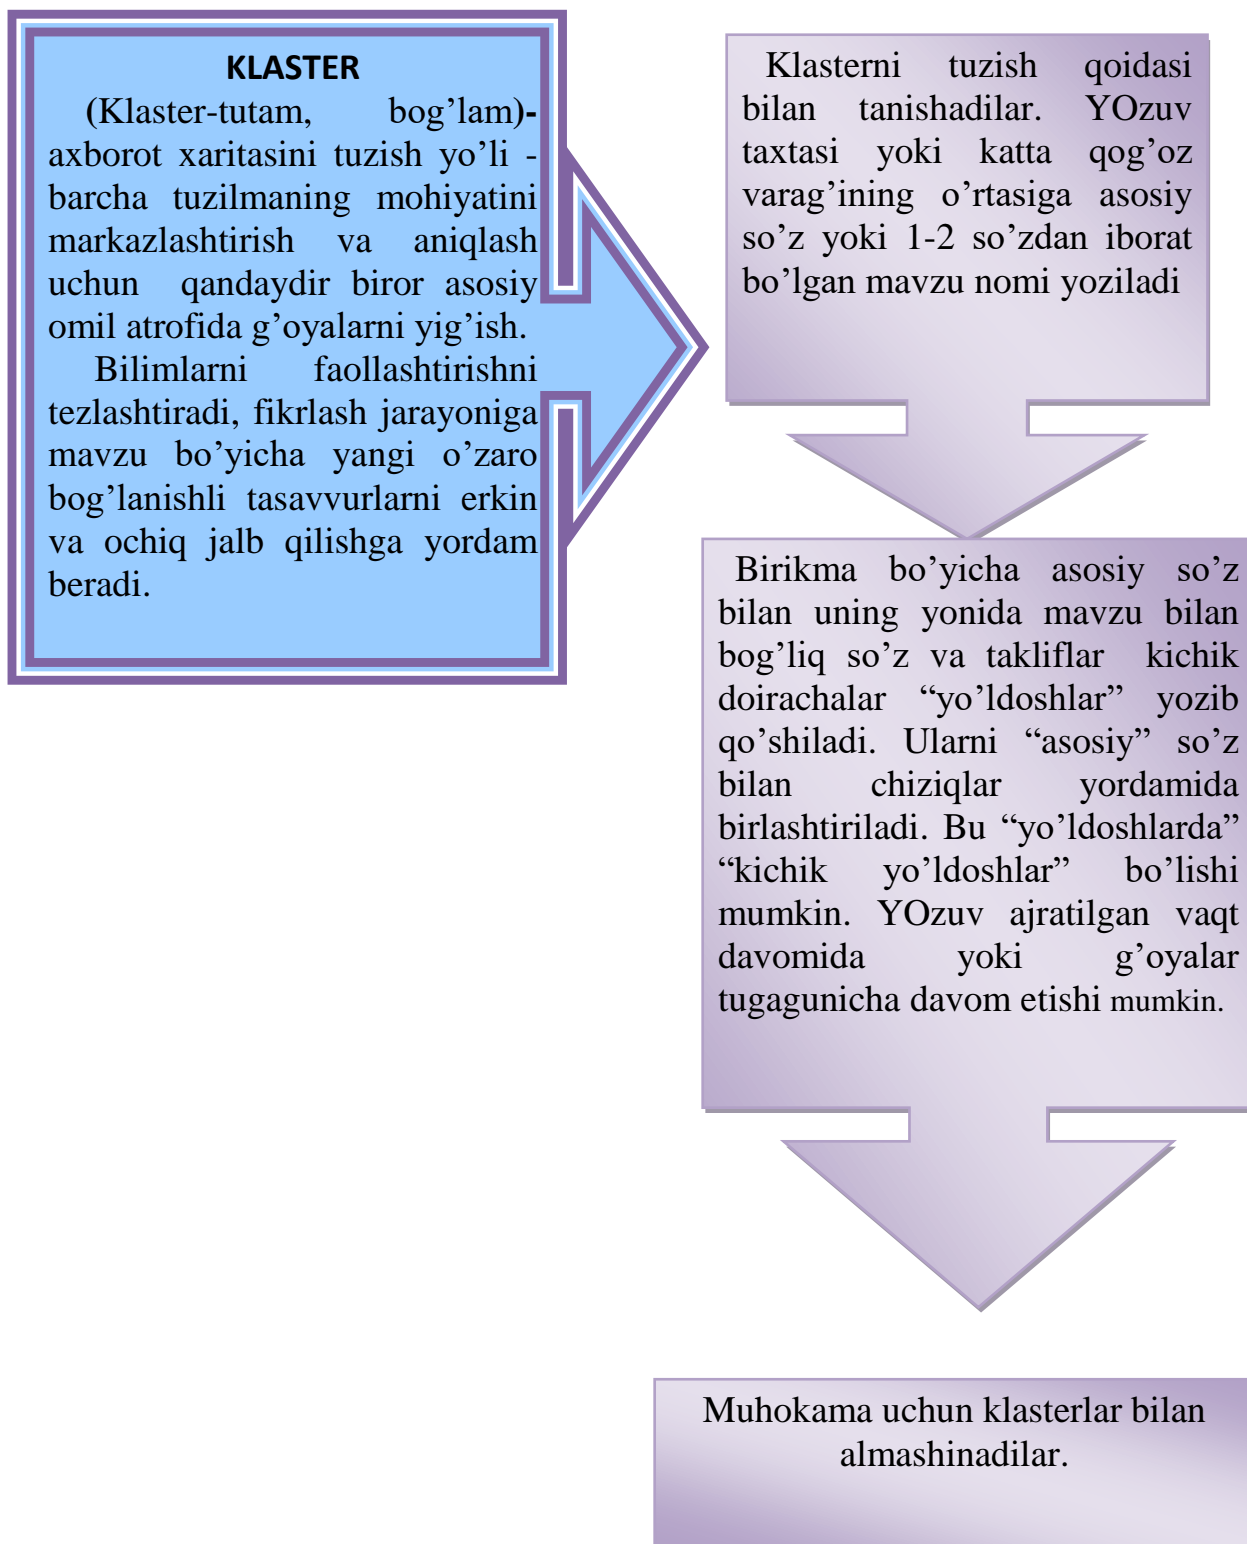 KLASTER
(Klaster-tutam, bog’lam)-
axborot xaritasini tuzish yo’li -
barcha tuzilmaning mohiyatini
markazlashtirish va aniqlash
uchun qandaydir biror asosiy
omil atrofida g’oyalarni yig’ish.
Bilimlarni faollashtirishni
tezlashtiradi, fikrlash jarayoniga
mavzu bo’yicha yangi o’zaro
bog’lanishli tasavvurlarni erkin
va ochiq jalb qilishga yordam
beradi.
Klasterni tuzish qoidasi
bilan tanishadilar. YOzuv
taxtasi yoki katta qog’oz
varag’ining o’rtasiga asosiy
so’z yoki 1-2 so’zdan iborat
bo’lgan mavzu nomi yoziladi
Birikma bo’yicha asosiy so’z
bilan uning yonida mavzu bilan
bog’liq so’z va takliflar kichik
doirachalar “yo’ldoshlar” yozib
qo’shiladi. Ularni “asosiy” so’z
bilan chiziqlar yordamida
birlashtiriladi. Bu “yo’ldoshlarda”
“kichik yo’ldoshlar” bo’lishi
mumkin. YOzuv ajratilgan vaqt
davomida yoki g’oyalar
tugagunicha davom etishi mumkin.
Muhokama uchun klasterlar bilan
almashinadilar.